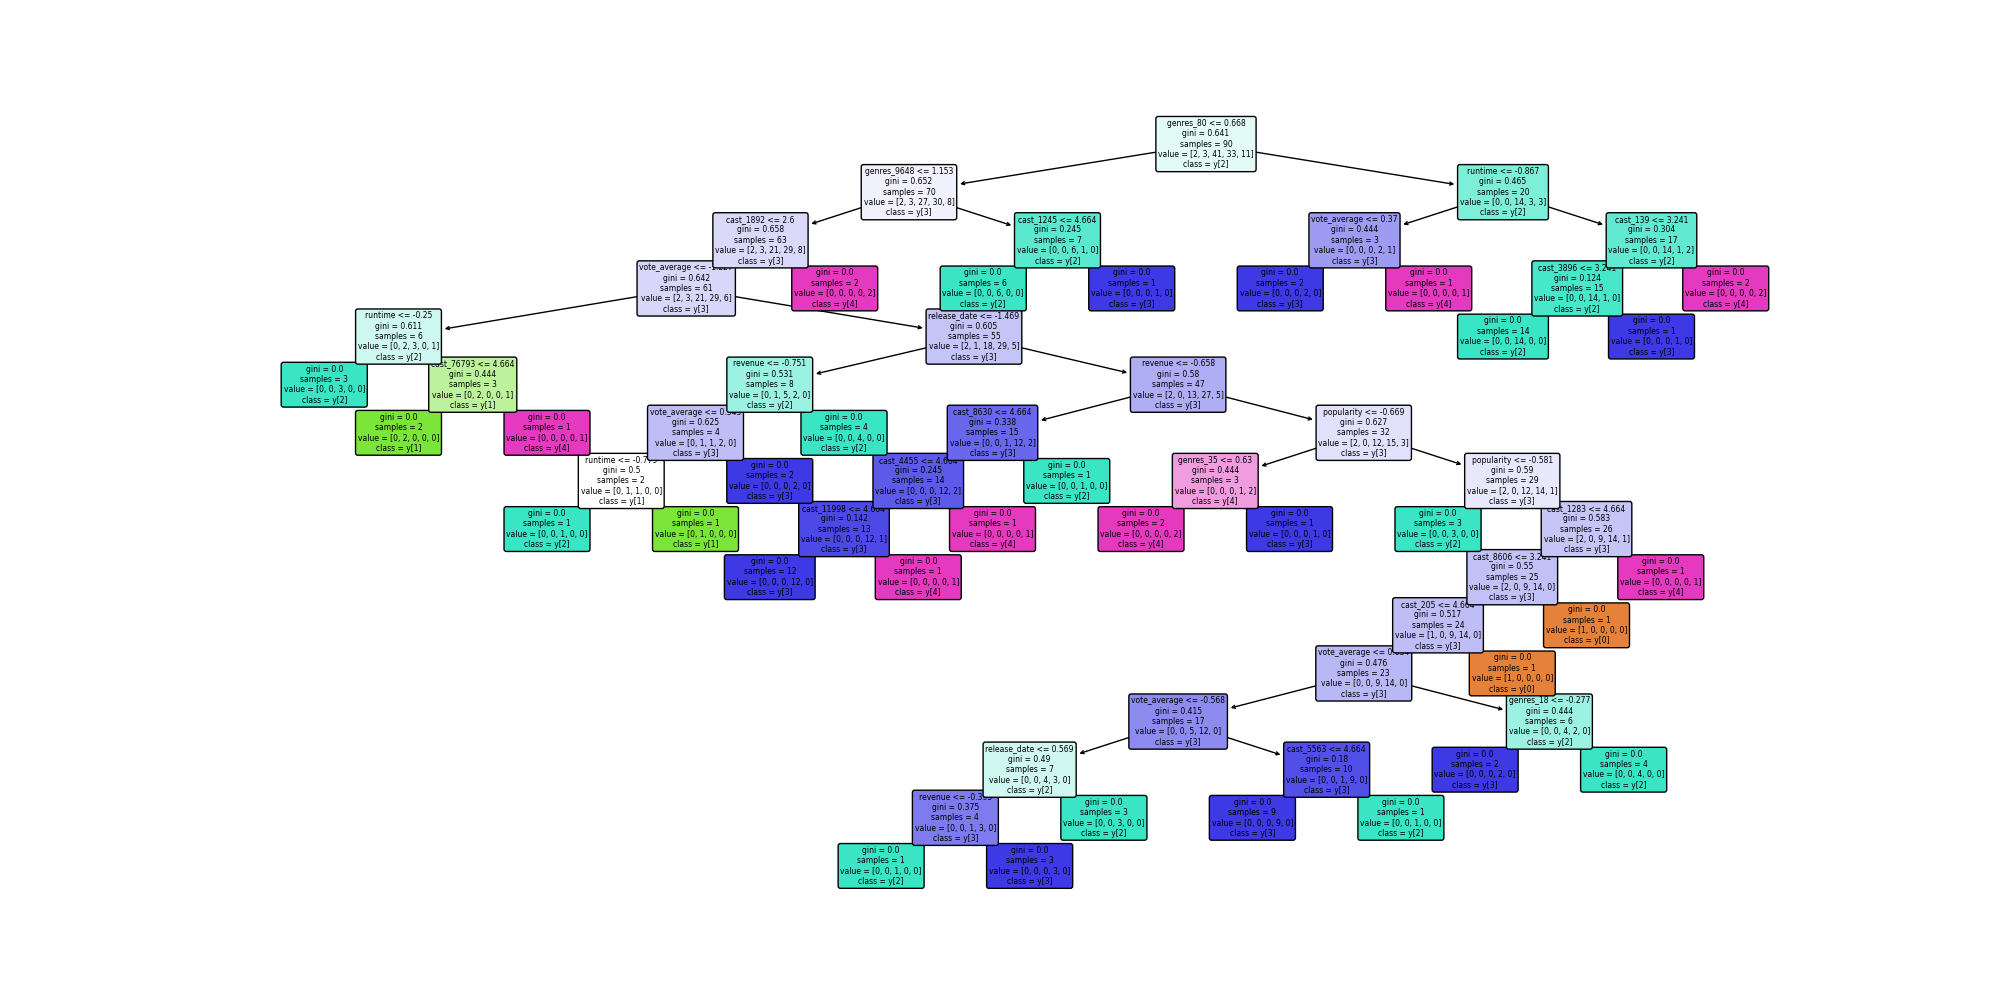 genres_80 <= 0.668
gini = 0.641
samples = 90
value = [2, 3, 41, 33, 11]
class = y[2]
genres_9648 <= 1.153
gini = 0.652
samples = 70
value = [2, 3, 27, 30, 8]
class = y[3]
runtime <= -0.867
gini = 0.465
samples = 20
value = [0, 0, 14, 3, 3]
class = y[2]
cast_1892 <= 2.6
gini = 0.658
samples = 63
value = [2, 3, 21, 29, 8]
class = y[3]
cast_1245 <= 4.664
gini = 0.245
samples = 7
value = [0, 0, 6, 1, 0]
class = y[2]
vote_average <= 0.37
gini = 0.444
samples = 3
value = [0, 0, 0, 2, 1]
class = y[3]
cast_139 <= 3.241
gini = 0.304
samples = 17
value = [0, 0, 14, 1, 2]
class = y[2]
vote_average <=
gini = 0.642
samples = 61
value = [2, 3, 21, 29, 6]
class = y[3]
gini = 0.0
samples = 2
value = [0, 0, 0, 0, 2]
class = y[4]
gini = 0.0
samples = 6
value = [0, 0, 6, 0, 0]
class = y[2]
gini = 0.0
samples = 1
value = [0, 0, 0, 1, 0]
class = y[3]
gini = 0.0
samples = 2
value = [0, 0, 0, 2, 0]
class = y[3]
gini = 0.0
samples = 1
value = [0, 0, 0, 0, 1]
class = y[4]
cast_3896 <= 3.241
gini = 0.124
samples = 15
value = [0, 0, 14, 1, 0]
class = y[2]
gini = 0.0
samples = 2
value = [0, 0, 0, 0, 2]
class = y[4]
runtime <= -0.25
gini = 0.611
samples = 6
value = [0, 2, 3, 0, 1]
class = y[2]
release_date <= -1.469
gini = 0.605
samples = 55
value = [2, 1, 18, 29, 5]
class = y[3]
gini = 0.0
samples = 14
value = [0, 0, 14, 0, 0]
class = y[2]
gini = 0.0
samples = 1
value = [0, 0, 0, 1, 0]
class = y[3]
gini = 0.0
samples = 3
value = [0, 0, 3, 0, 0]
class = y[2]
cast_76793 <= 4.664
gini = 0.444
samples = 3
value = [0, 2, 0, 0, 1]
class = y[1]
revenue <= -0.751
gini = 0.531
samples = 8
value = [0, 1, 5, 2, 0]
class = y[2]
revenue <= -0.658
gini = 0.58
samples = 47
value = [2, 0, 13, 27, 5]
class = y[3]
gini = 0.0
samples = 2
value = [0, 2, 0, 0, 0]
class = y[1]
gini = 0.0
samples = 1
value = [0, 0, 0, 0, 1]
class = y[4]
vote_average <=
gini = 0.625
samples = 4
value = [0, 1, 1, 2, 0]
class = y[3]
gini = 0.0
samples = 4
value = [0, 0, 4, 0, 0]
class = y[2]
cast_8630 <= 4.664
gini = 0.338
samples = 15
value = [0, 0, 1, 12, 2]
class = y[3]
popularity <= -0.669
gini = 0.627
samples = 32
value = [2, 0, 12, 15, 3]
class = y[3]
runtime <=
gini = 0.5
samples = 2
value = [0, 1, 1, 0, 0]
class = y[1]
gini = 0.0
samples = 2
value = [0, 0, 0, 2, 0]
class = y[3]
cast_4455 <= 4.664
gini = 0.245
samples = 14
value = [0, 0, 0, 12, 2]
class = y[3]
gini = 0.0
samples = 1
value = [0, 0, 1, 0, 0]
class = y[2]
genres_35 <= 0.63
gini = 0.444
samples = 3
value = [0, 0, 0, 1, 2]
class = y[4]
popularity <= -0.581
gini = 0.59
samples = 29
value = [2, 0, 12, 14, 1]
class = y[3]
gini = 0.0
samples = 1
value = [0, 0, 1, 0, 0]
class = y[2]
gini = 0.0
samples = 1
value = [0, 1, 0, 0, 0]
class = y[1]
cast_11998 <= 4.664
gini = 0.142
samples = 13
value = [0, 0, 0, 12, 1]
class = y[3]
gini = 0.0
samples = 1
value = [0, 0, 0, 0, 1]
class = y[4]
gini = 0.0
samples = 2
value = [0, 0, 0, 0, 2]
class = y[4]
gini = 0.0
samples = 1
value = [0, 0, 0, 1, 0]
class = y[3]
gini = 0.0
samples = 3
value = [0, 0, 3, 0, 0]
class = y[2]
cast_1283 <= 4.664
gini = 0.583
samples = 26
value = [2, 0, 9, 14, 1]
class = y[3]
gini = 0.0
samples = 12
value = [0, 0, 0, 12, 0]
class = y[3]
gini = 0.0
samples = 1
value = [0, 0, 0, 0, 1]
class = y[4]
cast_8606 <= 3.241
gini = 0.55
samples = 25
value = [2, 0, 9, 14, 0]
class = y[3]
gini = 0.0
samples = 1
value = [0, 0, 0, 0, 1]
class = y[4]
cast_205 <= 4.664
gini = 0.517
samples = 24
value = [1, 0, 9, 14, 0]
class = y[3]
gini = 0.0
samples = 1
value = [1, 0, 0, 0, 0]
class = y[0]
vote_average <=
gini = 0.476
samples = 23
value = [0, 0, 9, 14, 0]
class = y[3]
gini = 0.0
samples = 1
value = [1, 0, 0, 0, 0]
class = y[0]
vote_average <= -0.568
gini = 0.415
samples = 17
value = [0, 0, 5, 12, 0]
class = y[3]
genres_18 <= -0.277
gini = 0.444
samples = 6
value = [0, 0, 4, 2, 0]
class = y[2]
release_date <= 0.569
gini = 0.49
samples = 7
value = [0, 0, 4, 3, 0]
class = y[2]
cast_5563 <= 4.664
gini = 0.18
samples = 10
value = [0, 0, 1, 9, 0]
class = y[3]
gini = 0.0
samples = 2
value = [0, 0, 0, 2, 0]
class = y[3]
gini = 0.0
samples = 4
value = [0, 0, 4, 0, 0]
class = y[2]
revenue <=
gini = 0.375
samples = 4
value = [0, 0, 1, 3, 0]
class = y[3]
gini = 0.0
samples = 3
value = [0, 0, 3, 0, 0]
class = y[2]
gini = 0.0
samples = 9
value = [0, 0, 0, 9, 0]
class = y[3]
gini = 0.0
samples = 1
value = [0, 0, 1, 0, 0]
class = y[2]
gini = 0.0
samples = 1
value = [0, 0, 1, 0, 0]
class = y[2]
gini = 0.0
samples = 3
value = [0, 0, 0, 3, 0]
class = y[3]